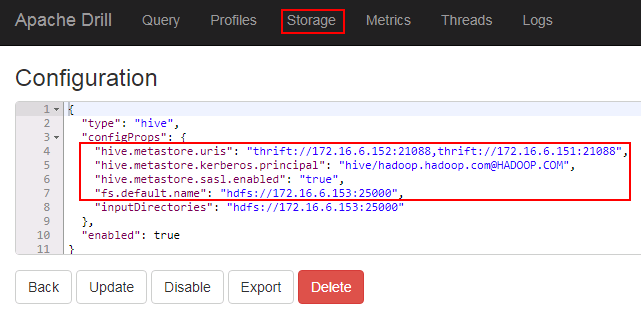 Apache Drill Query Profiles Storage Metrics Threads Logs
Configuration
1 {
2 "type": "hive",
3 "configProps": {
4 "hive.metastore.uris": "thrift://172.16.6.152:21088,thrift://172.16.6.151:21088",
5 "hive.metastore.kerberos.principal": "hive/hadoop.hadoop.com@HADOOP.COM",
6 "hive.metastore.sasl.enabled": "true",
7 "fs.default.name": "hdfs://172.16.6.153:25000",
8 "inputDirectories": "hdfs://172.16.6.153:25000"
9 },
10 "enabled": true
11 }
Back Update Disable Export Delete